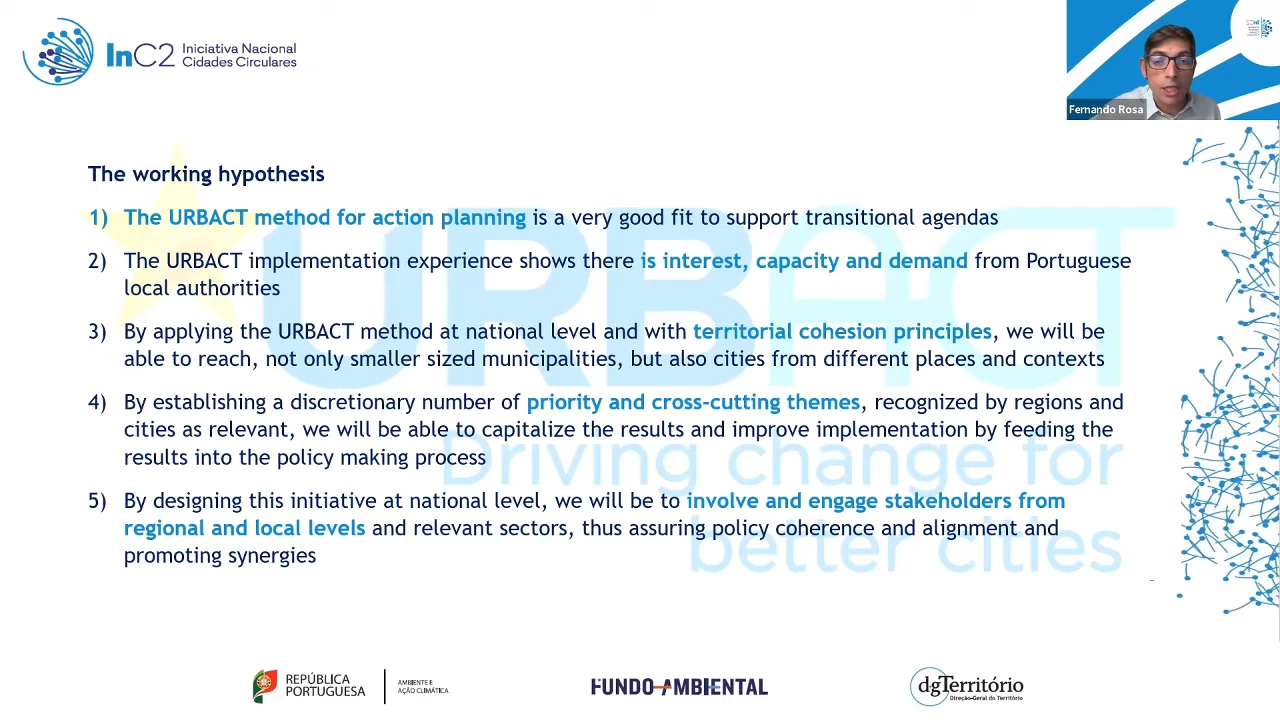 InC2 Iniciativa Nacional
Cidades Circulares
Fernando Rosa
The working hypothesis
1) The URBACT method for action planning is a very good fit to support transitional agendas
2) The URBACT implementation experience shows there is interest, capacity and demand from Portuguese
local authorities
3) By applying the URBACT method at national level and with territorial cohesion principles, we will be
able to reach, not only smaller sized municipalities, but also cities from different places and contexts
4) By establishing a discretionary number of priority and cross-cutting themes, recognized by regions and
cities as relevant, we will be able to capitalize the results and improve implementation by feeding the
results into the policy making process
5) By designing this initiative at national level, we will be to involve and engage stakeholders from
regional and local levels and relevant sectors, thus assuring policy coherence and alignment and
promoting synergies
URBACT
Driving change for
better cities
REPÚBLICA
PORTUGUESA
AMBIENTE E
AÇÃO CLIMÁTICA
FUNDO AMBIENTAL
dgTerritório
Direção-Geral do Território